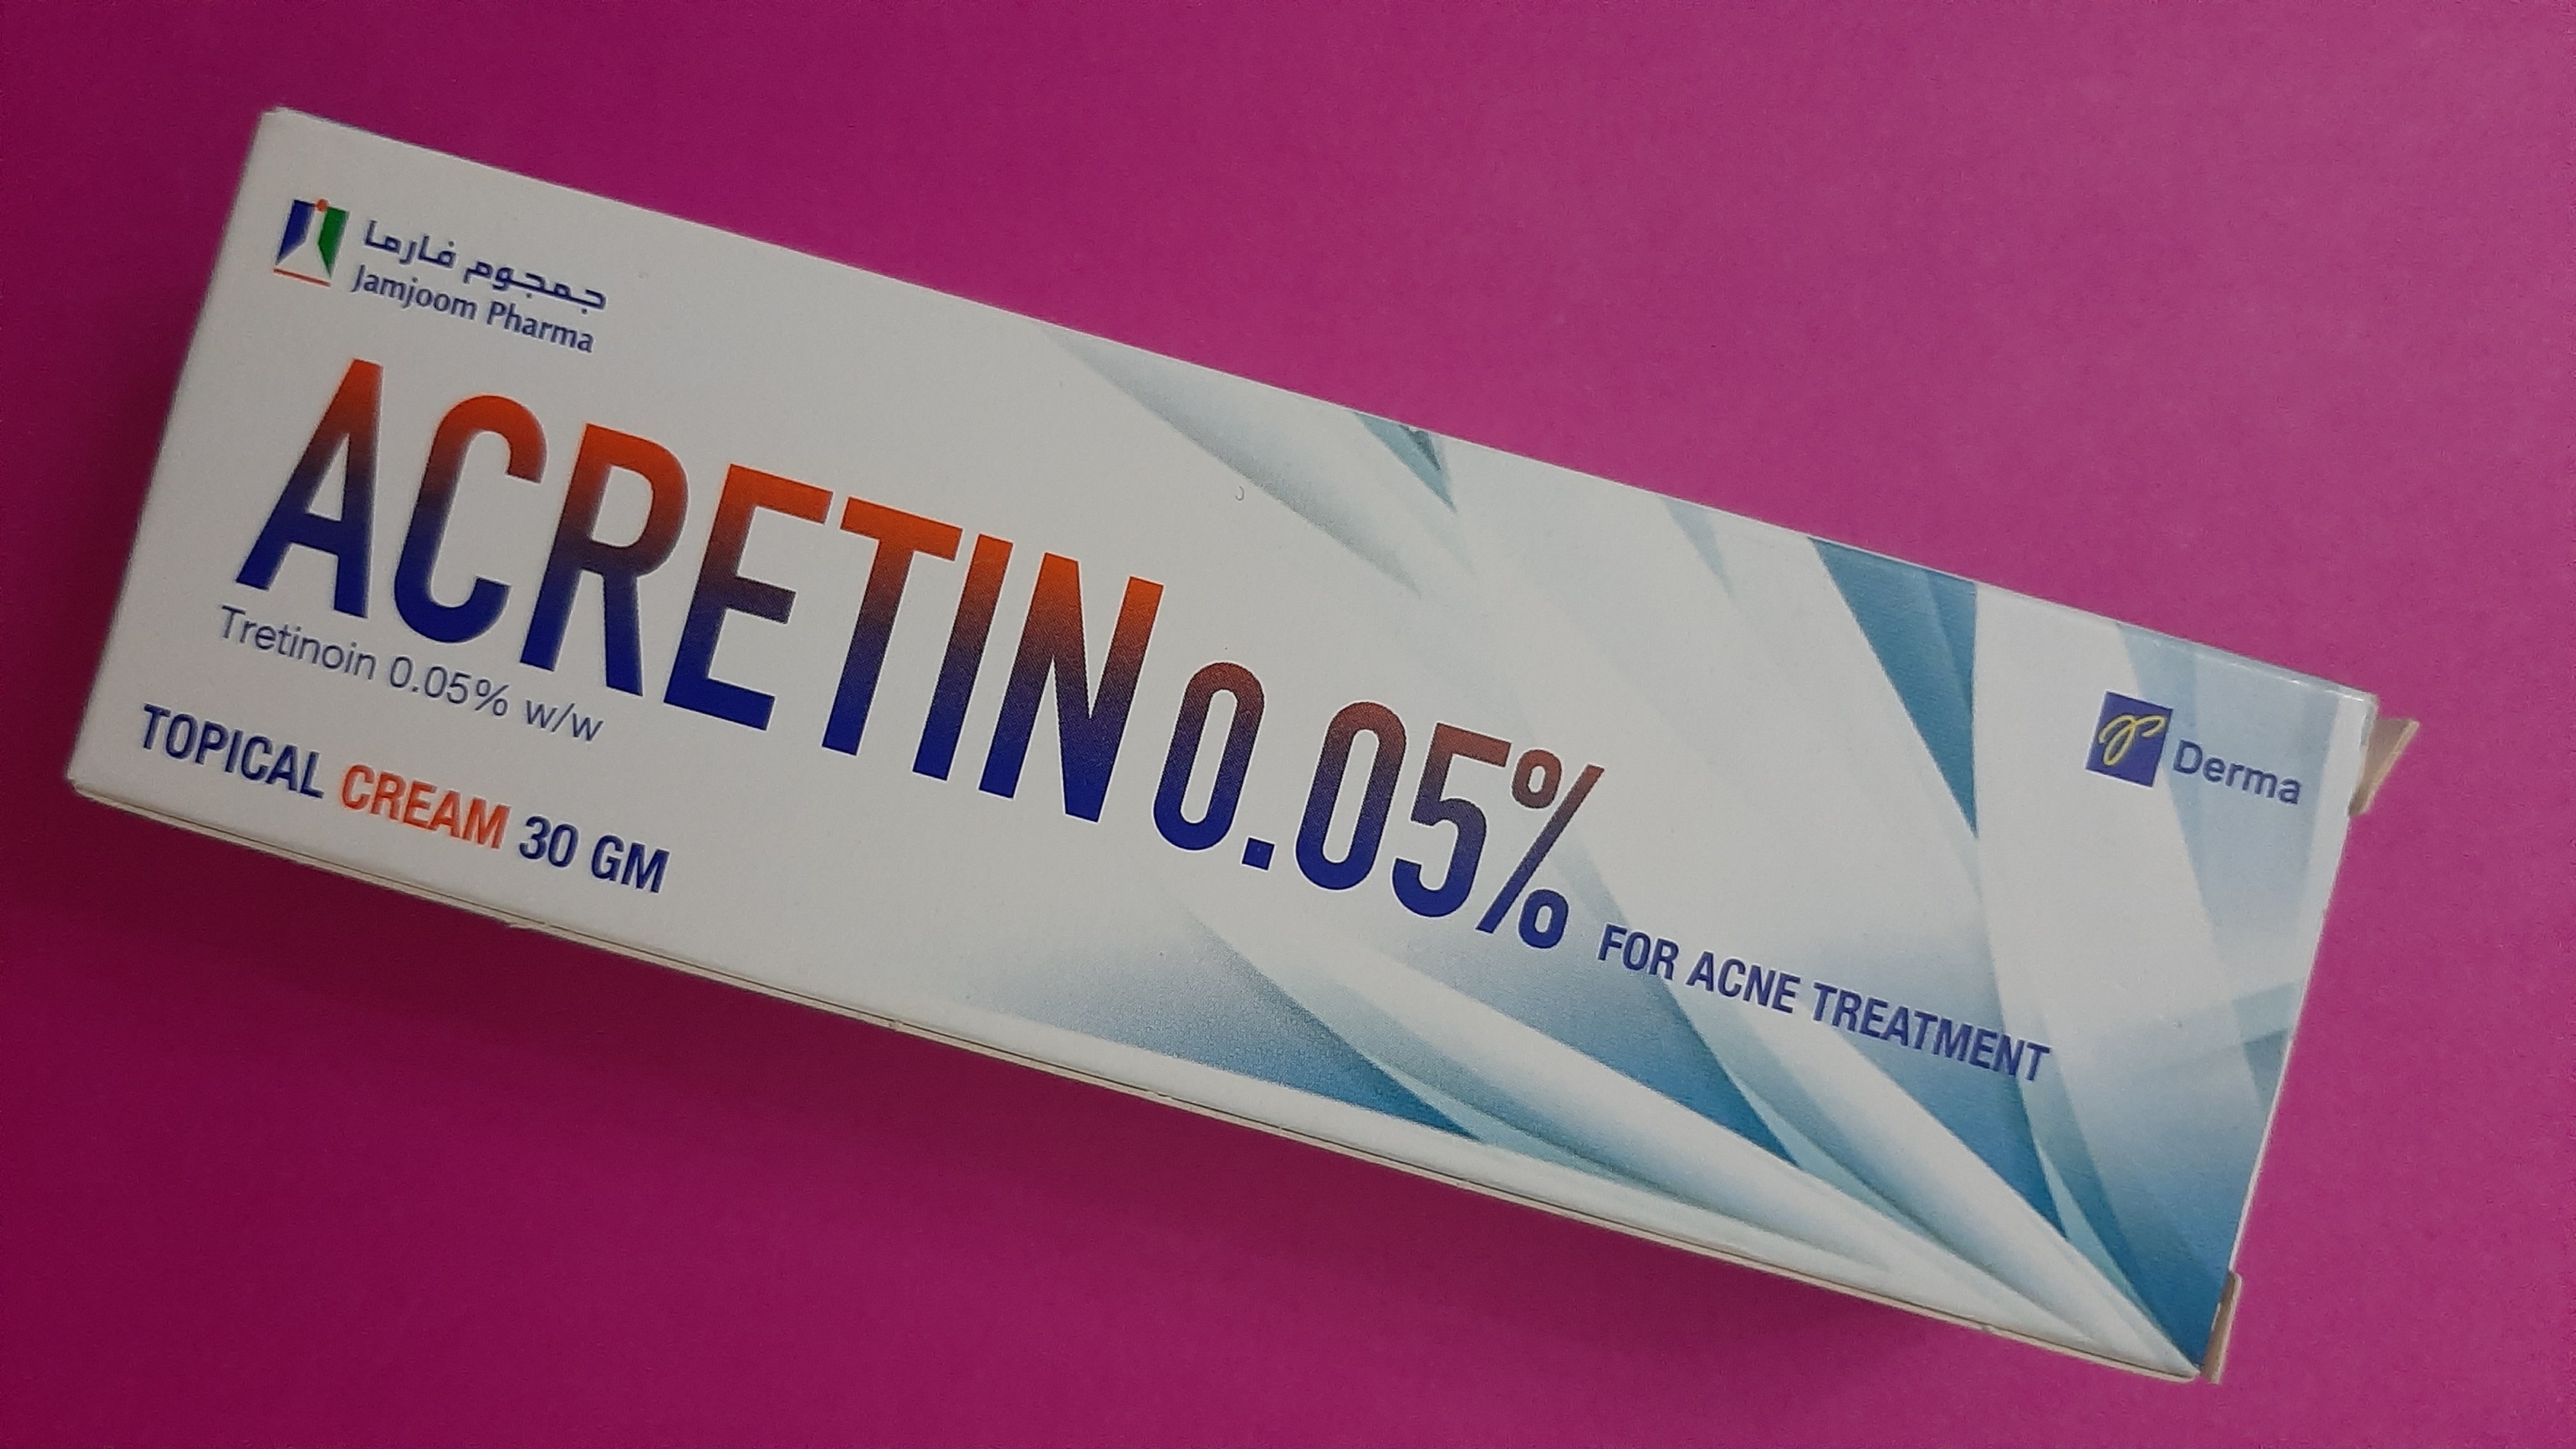 جمجوم فارما
Jamjoom Pharma
ACRETIN 0.05%
Tretinoin 0.05% w/w
TOPICAL CREAM 30 GM
FOR ACNE TREATMENT
Derma